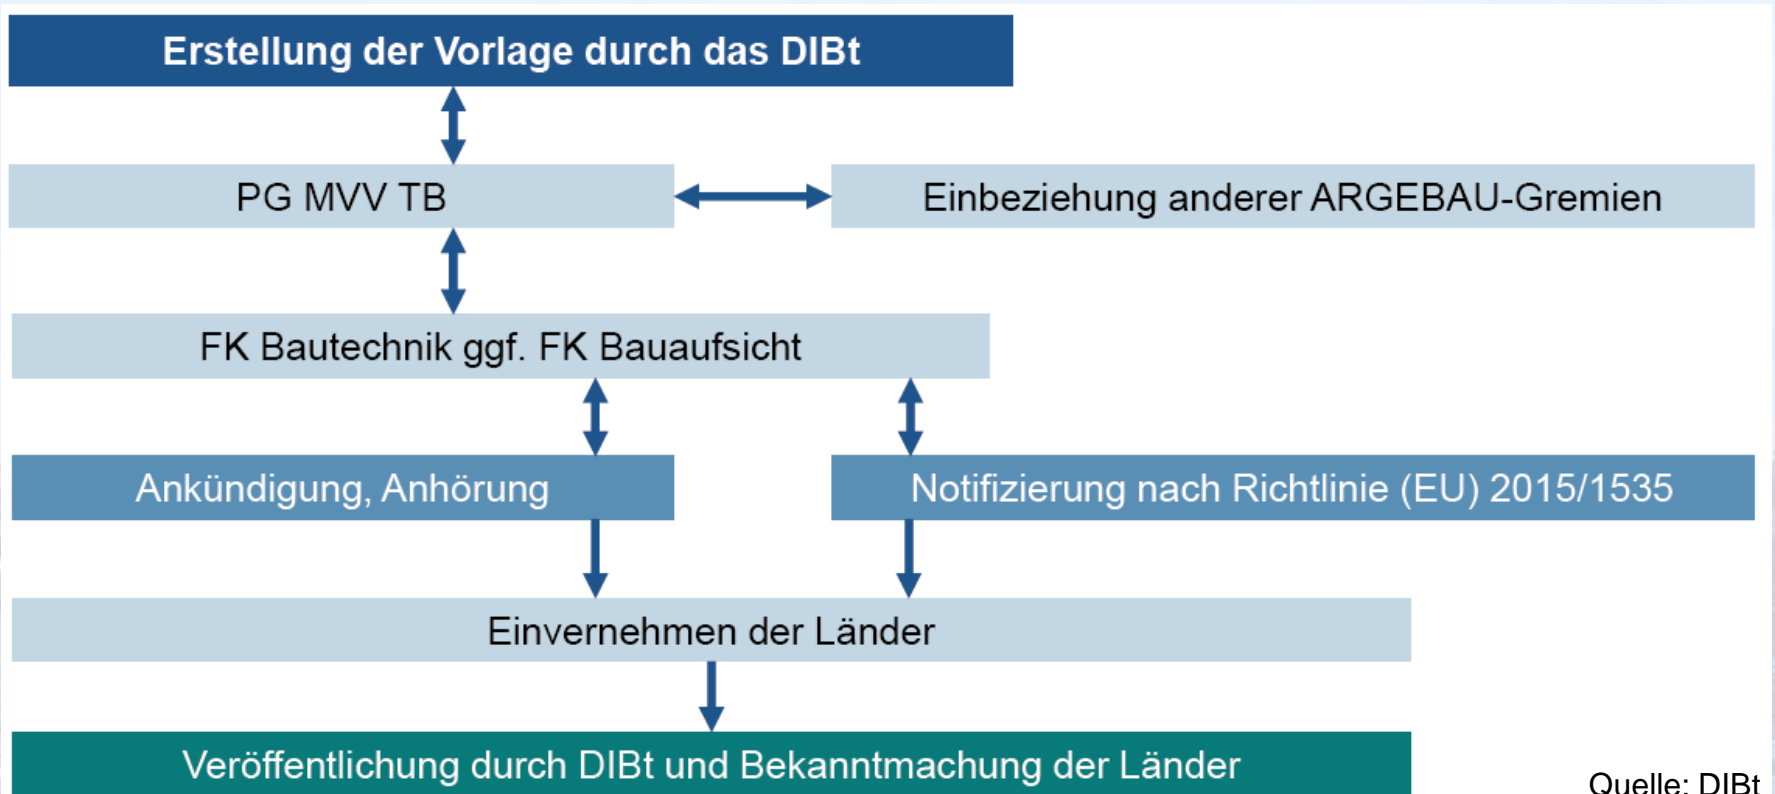 Erstellung der Vorlage durch das DIBt
PG MVV TB
Einbeziehung anderer ARGEBAU-Gremien
FK Bautechnik ggf. FK Bauaufsicht
Ankündigung, Anhörung
Notifizierung nach Richtlinie (EU) 2015/1535
Einvernehmen der Länder
Veröffentlichung durch DIBt und Bekanntmachung der Länder
Quelle: DIBt